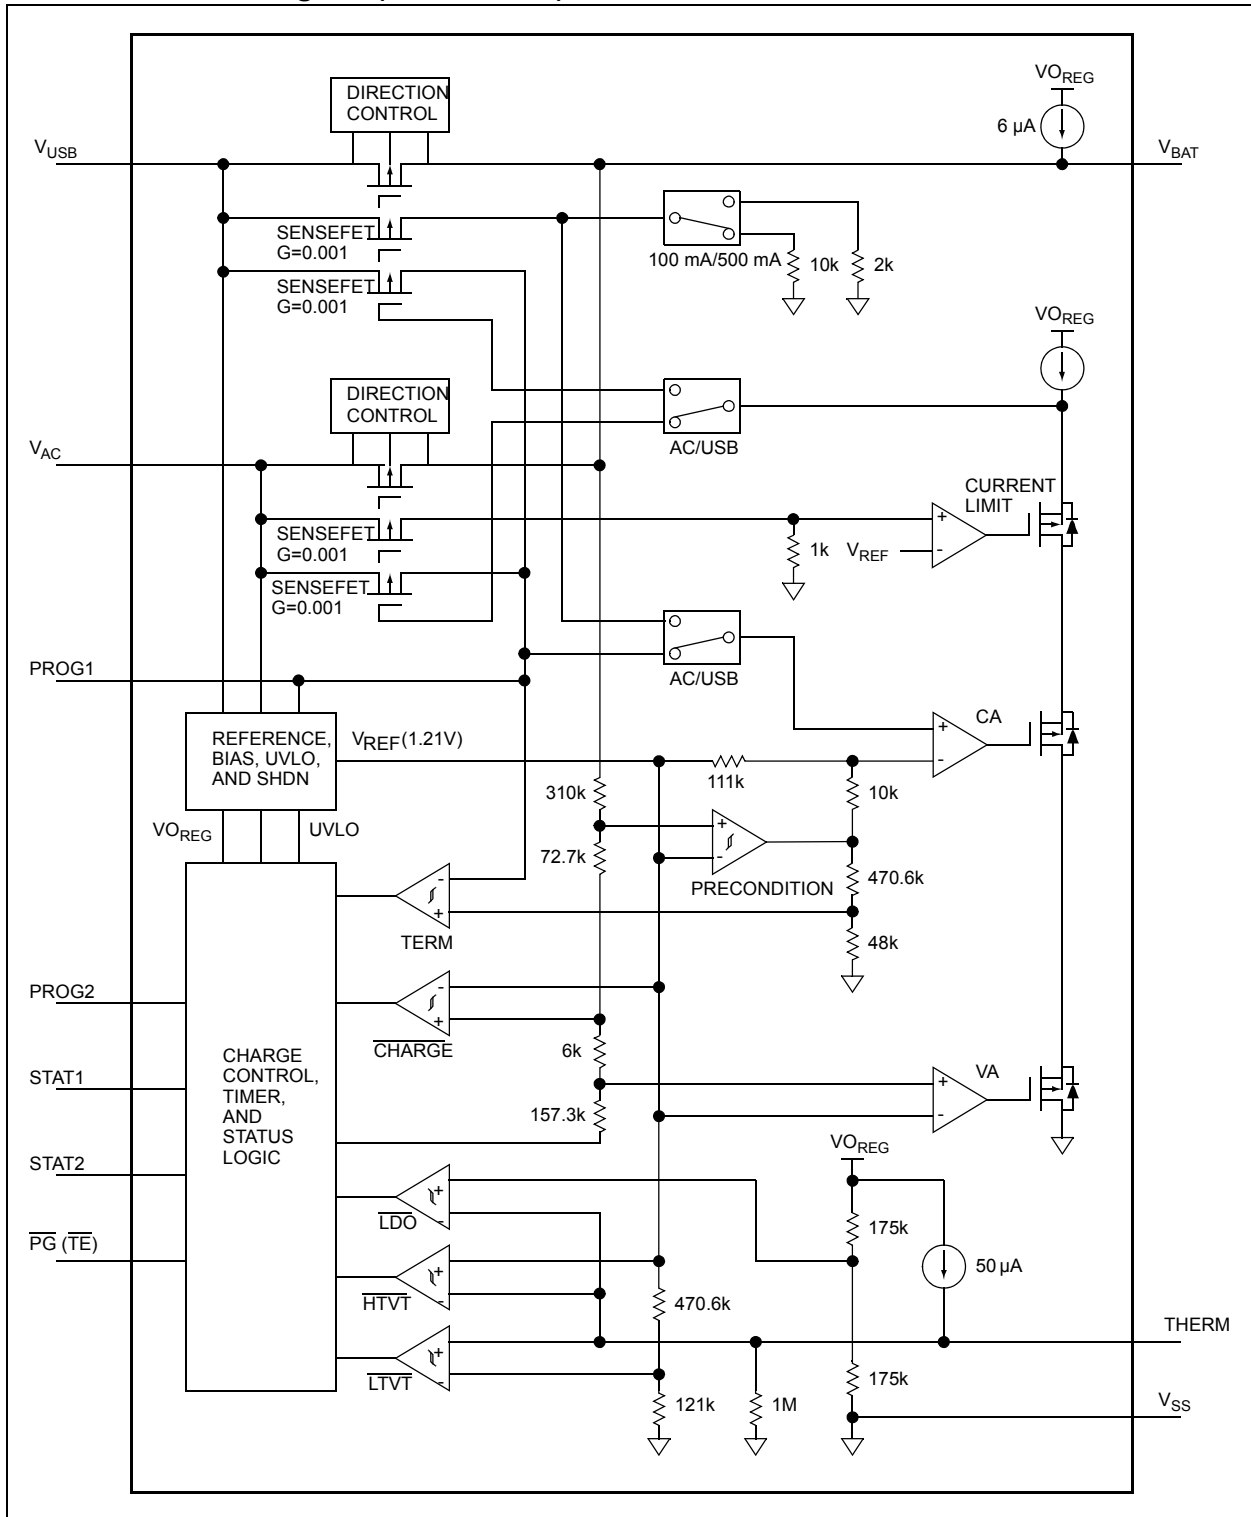 DIRECTION
CONTROL
VO_REG
6 µA
V_USB
V_BAT
SENSEFET
G=0.001
100 mA/500 mA
10k
2k
SENSEFET
G=0.001
VO_REG
DIRECTION
CONTROL
AC/USB
V_AC
CURRENT
LIMIT
+
-
SENSEFET
G=0.001
1k
V_REF
SENSEFET
G=0.001
PROG1
AC/USB
CA
+
-
REFERENCE,
BIAS, UVLO,
AND SHDN
V_REF(1.21V)
111k
310k
10k
VO_REG
UVLO
+
-
72.7k
PRECONDITION
470.6k
-
+
TERM
48k
PROG2
-
+
CHARGE
6k
CHARGE
CONTROL,
TIMER,
AND
STATUS
LOGIC
STAT1
VA
+
-
157.3k
VO_REG
STAT2
+
-
LDO
175k
PG (TE)
50 µA
+
-
HTVT
470.6k
THERM
+
-
LTVT
175k
121k
1M
V_SS